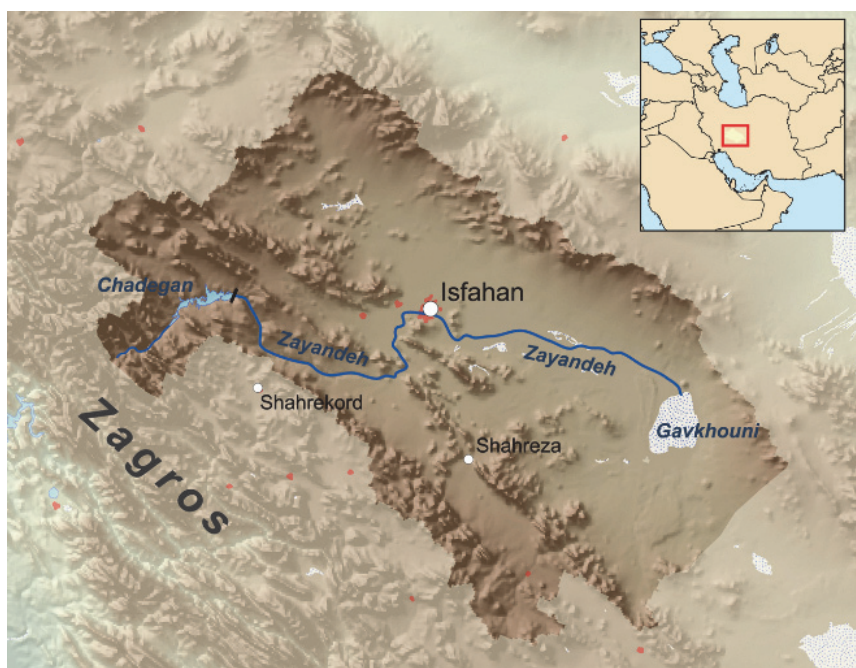 Chadegan
Isfahan
Zayandeh
Zayandeh
Shahrekord
Gavkhouni
Shahreza
Zagros